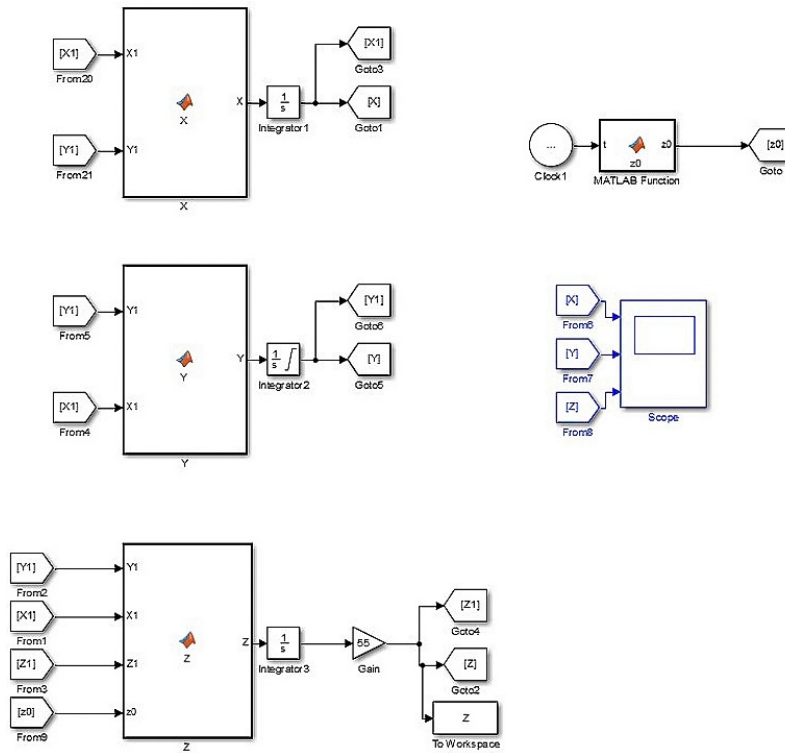 [X1]
From20
[Y1]
From21
X1
Y1
X
X
X
1
s
Integrator1
[X1]
Goto3
[X]
Goto1
...
Clock1
t
z0
z0
MATLAB Function
[z0]
Goto
[Y1]
From5
[X1]
From4
Y1
X1
Y
Y
Y
1
s
Integrator2
[Y1]
Goto6
[Y]
Goto5
[X]
From6
[Y]
From7
[Z]
From8
Scope
[Y1]
From2
[X1]
From1
[Z1]
From3
[z0]
From9
Y1
X1
Z1
z0
Z
Z
Z
1
s
Integrator3
55
Gain
[Z1]
Goto4
[Z]
Goto2
Z
To Workspace